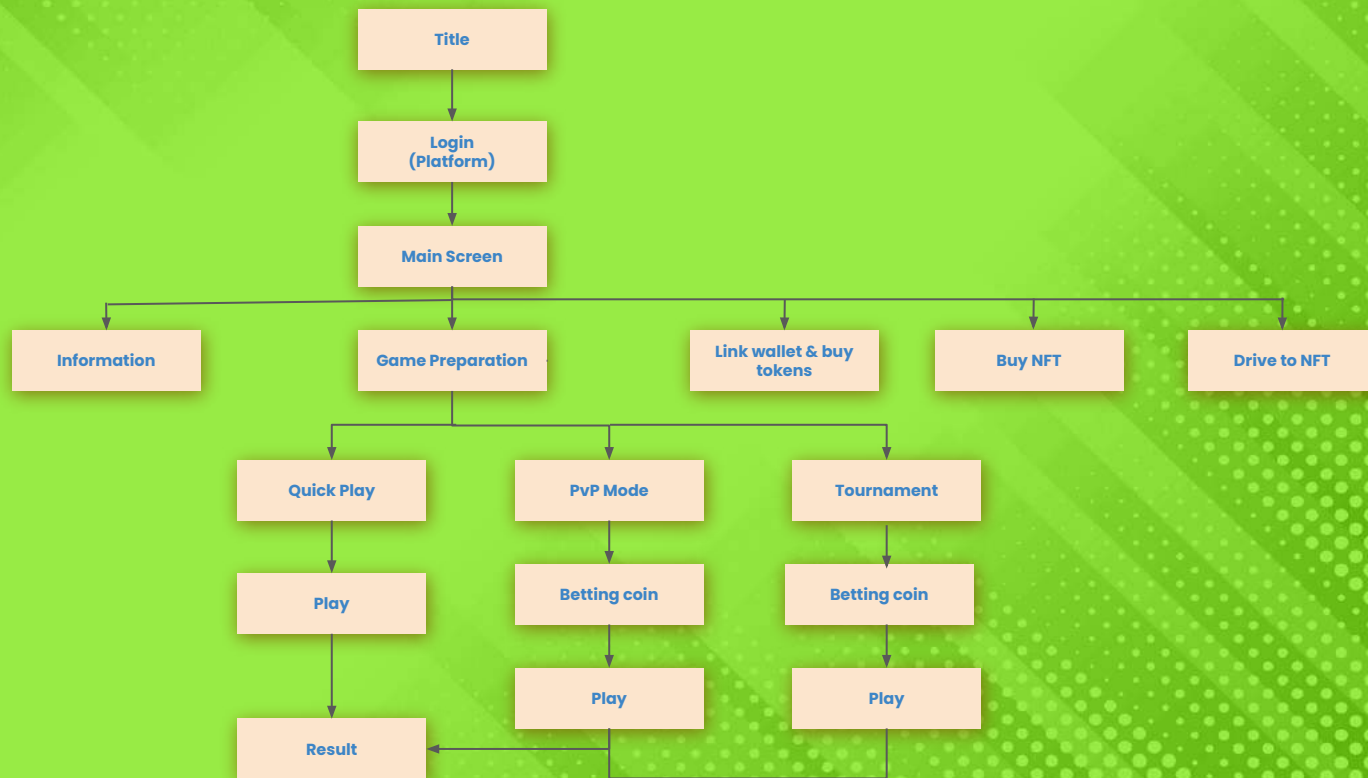 Title
Login
(Platform)
Main Screen
Information
Game Preparation
Link wallet & buy
tokens
Buy NFT
Drive to NFT
Quick Play
PvP Mode
Tournament
Betting coin
Betting coin
Play
Play
Play
Result